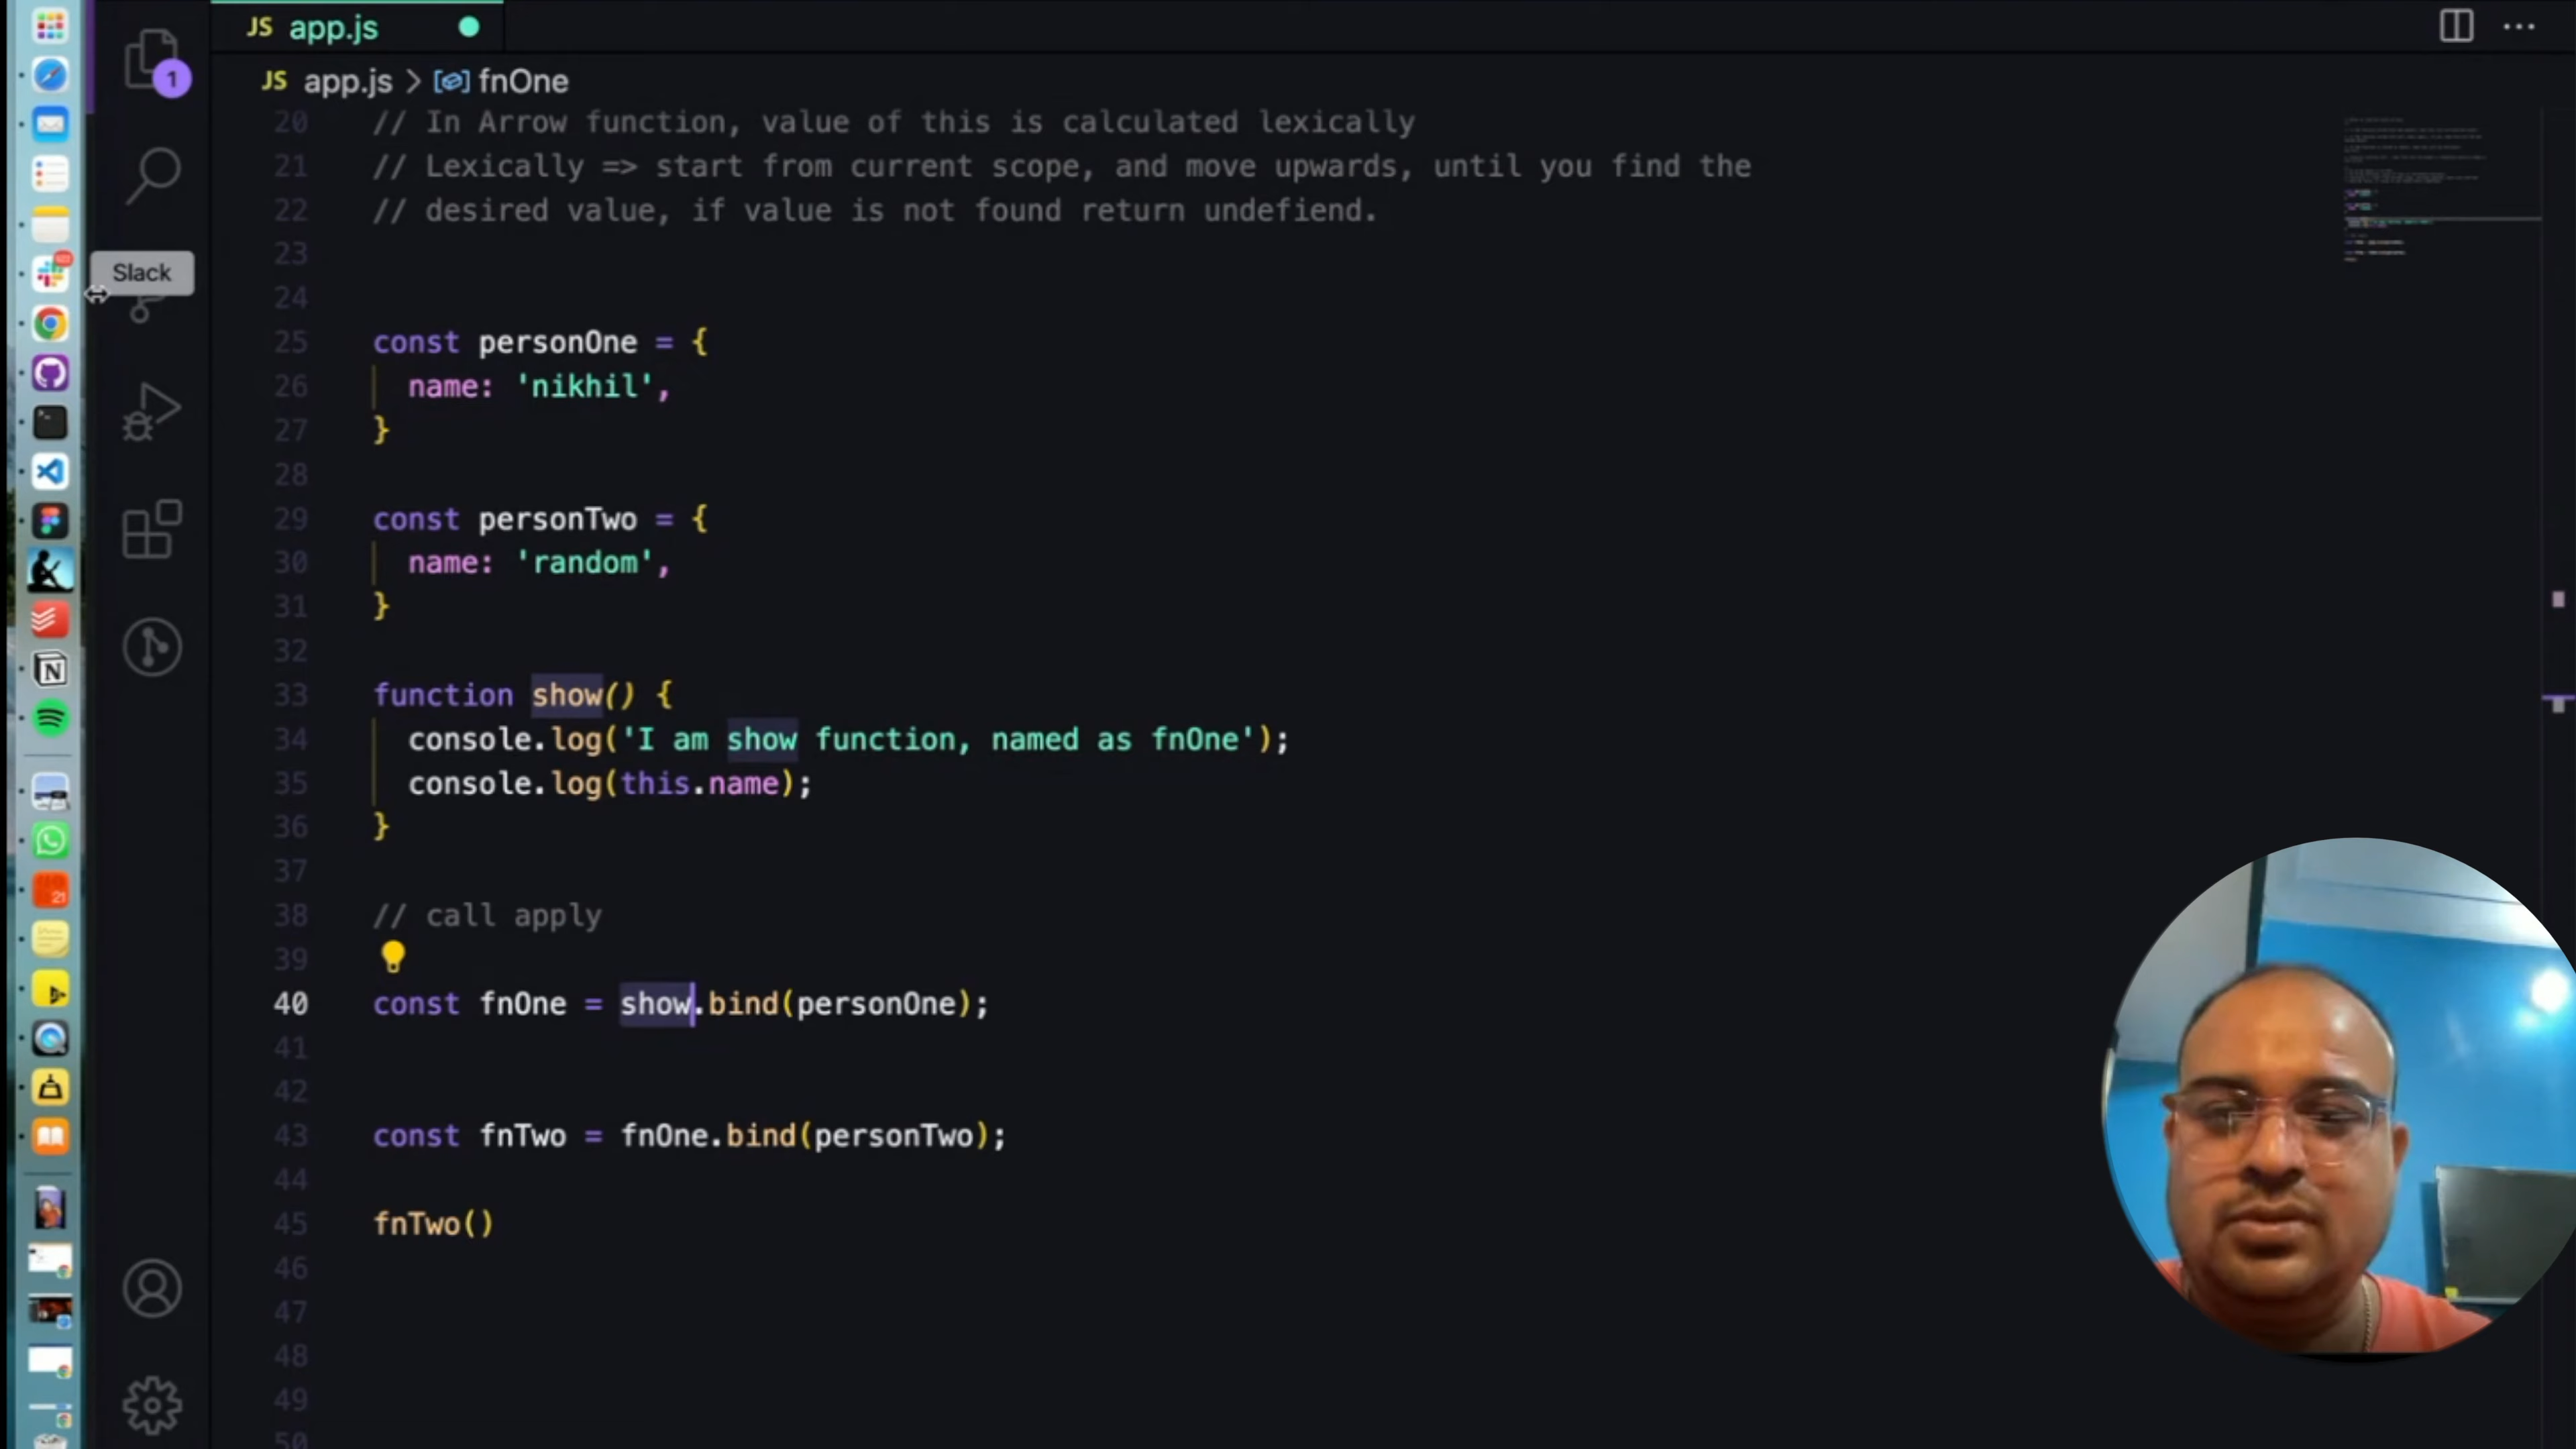 JS app.js
1
JS app.js > fnOne
20 // In Arrow function, value of this is calculated lexically
21 // Lexically => start from current scope, and move upwards, until you find the
22 // desired value, if value is not found return undefiend.
23
Slack
24
25 const personOne = {
26 name: 'nikhil',
27 }
28
29 const personTwo = {
30 name: 'random',
31 }
32
33 function show() {
34 console.log('I am show function, named as fnOne');
35 console.log(this.name);
36 }
37
38 // call apply
39
40 const fnOne = show.bind(personOne);
41
42
43 const fnTwo = fnOne.bind(personTwo);
44
45 fnTwo()
46
47
48
49
50
21